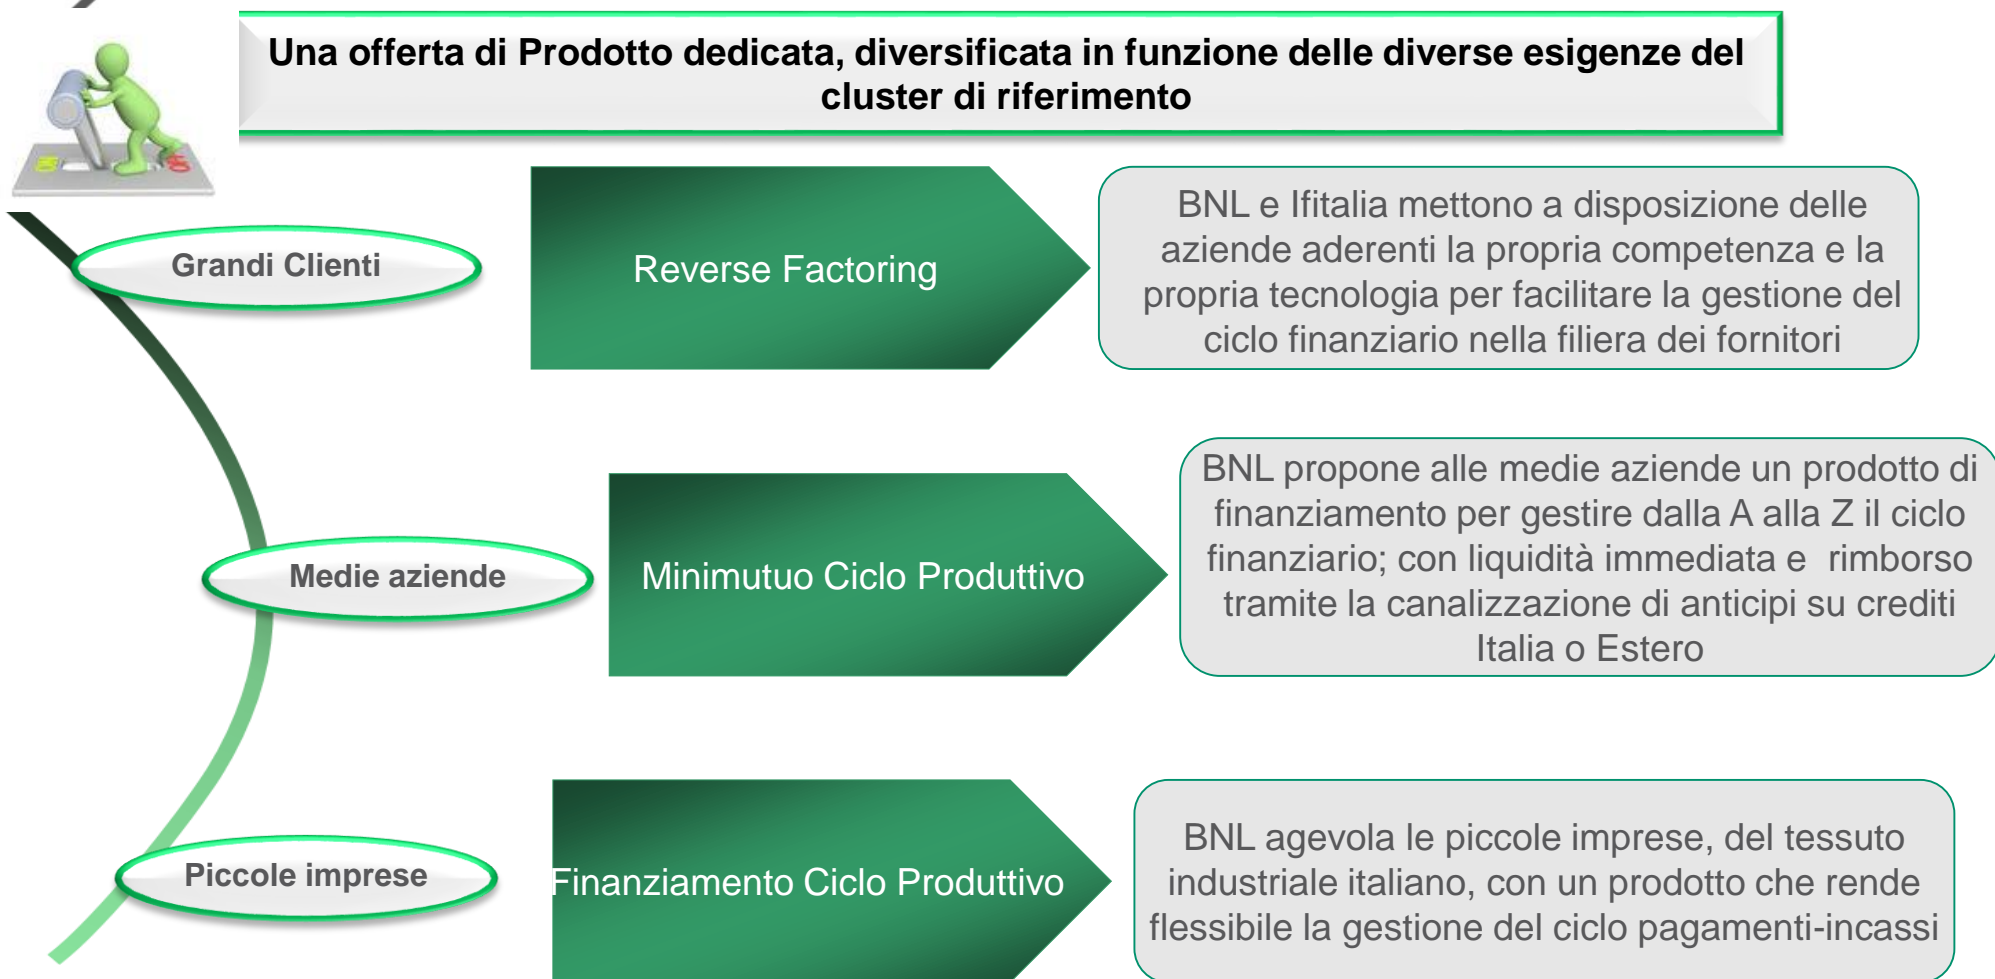 Una offerta di Prodotto dedicata, diversificata in funzione delle diverse esigenze del
cluster di riferimento
Grandi Clienti
Reverse Factoring
BNL e Ifitalia mettono a disposizione delle
aziende aderenti la propria competenza e la
propria tecnologia per facilitare la gestione del
ciclo finanziario nella filiera dei fornitori
Medie aziende
Minimutuo Ciclo Produttivo
BNL propone alle medie aziende un prodotto di
finanziamento per gestire dalla A alla Z il ciclo
finanziario; con liquidità immediata e  rimborso
tramite la canalizzazione di anticipi su crediti
Italia o Estero
Piccole imprese
Finanziamento Ciclo Produttivo
BNL agevola le piccole imprese, del tessuto
industriale italiano, con un prodotto che rende
flessibile la gestione del ciclo pagamenti-incassi